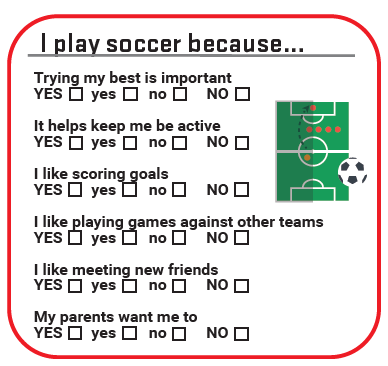 I play soccer because...
Trying my best is important
YES yes no NO
It helps keep me be active
YES yes no NO
I like scoring goals
YES yes no NO
I like playing games against other teams
YES yes no NO
I like meeting new friends
YES yes no NO
My parents want me to
YES yes no NO